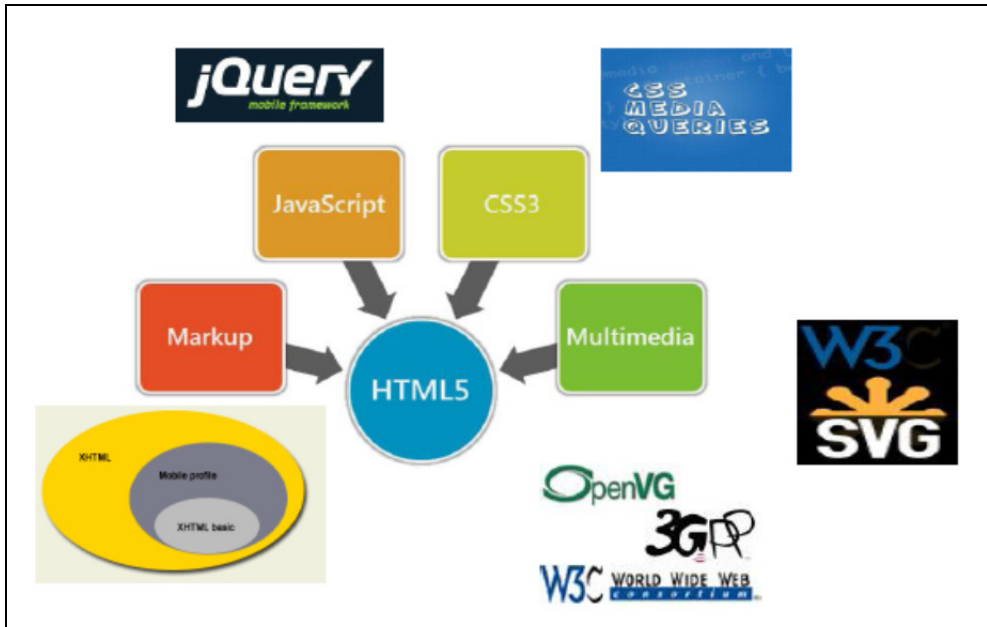 jQuery
mobile framework
CSS
MEDIA
QUERIES
JavaScript
CSS3
Markup
Multimedia
HTML5
W3C
SVG
XHTML
Mobile profile
XHTML basic
OpenVG
3GPP
W3C WORLD WIDE WEB
consortium